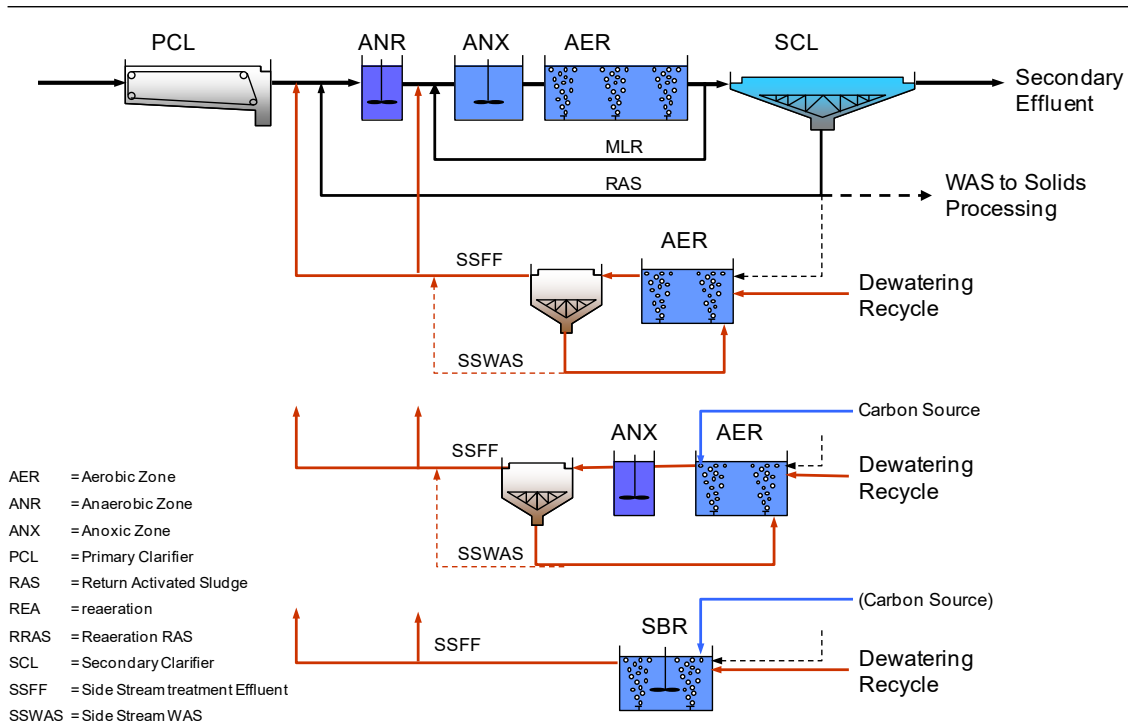 PCL
ANR
ANX
AER
SCL
Secondary
Effluent
MLR
RAS
WAS to Solids
Processing
AER
SSFF
Dewatering
Recycle
SSWAS
Carbon Source
ANX
AER
SSFF
Dewatering
Recycle
SSWAS
(Carbon Source)
SBR
SSFF
Dewatering
Recycle
AER = Aerobic Zone
ANR = Anaerobic Zone
ANX = Anoxic Zone
PCL = Primary Clarifier
RAS = Return Activated Sludge
REA = reaeration
RRAS = Reaeration RAS
SCL = Secondary Clarifier
SSFF = Side Stream treatment Effluent
SSWAS = Side Stream WAS